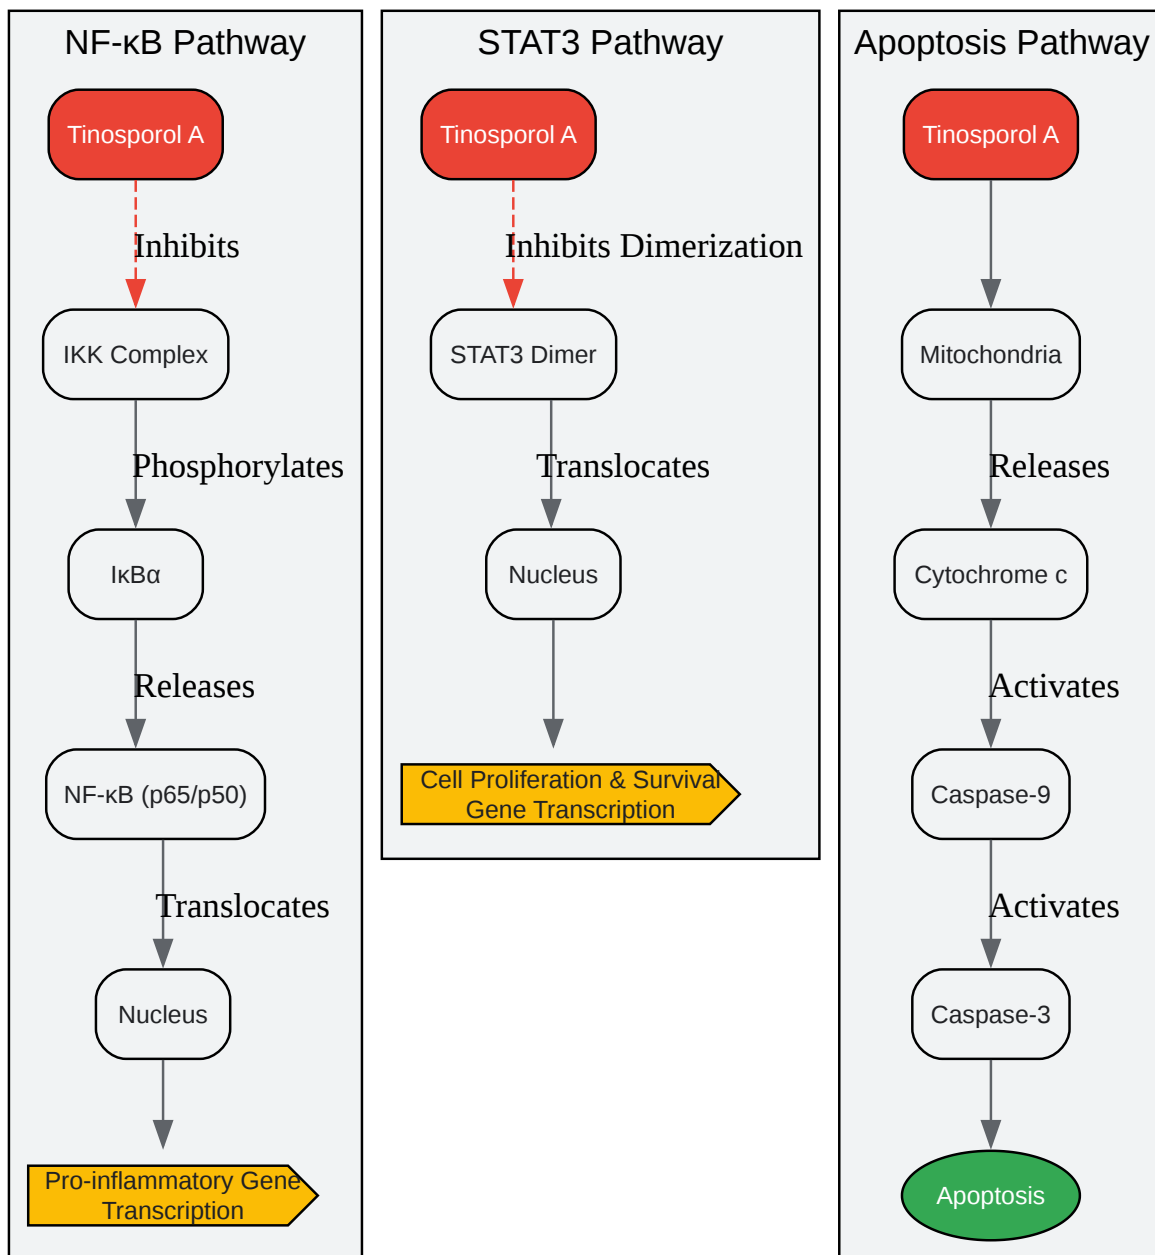 NF-κB Pathway
Tinosporol A
Inhibits
IKK Complex
Phosphorylates
IκBα
Releases
NF-κB (p65/p50)
Translocates
Nucleus
Pro-inflammatory Gene
Transcription
STAT3 Pathway
Tinosporol A
Inhibits Dimerization
STAT3 Dimer
Translocates
Nucleus
Cell Proliferation & Survival
Gene Transcription
Apoptosis Pathway
Tinosporol A
Mitochondria
Releases
Cytochrome c
Activates
Caspase-9
Activates
Caspase-3
Apoptosis